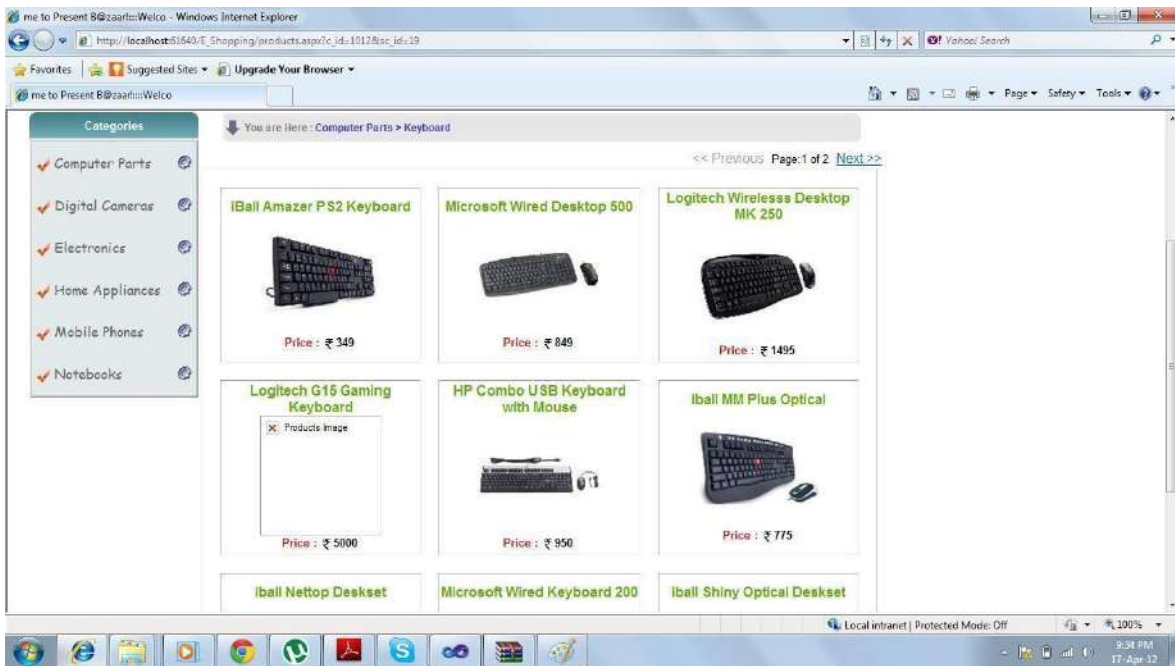 me to Present B@zaar!:::Welco - Windows Internet Explorer
http://localhost:61640/E_Shopping/products.aspx?c_id=1012&sc_id=19
Yahoo! Search
Favorites Suggested Sites Upgrade Your Browser
me to Present B@zaar!:::Welco
Page Safety Tools
Categories
You are Here : Computer Parts > Keyboard
<< Previous Page:1 of 2 Next >>
Computer Parts
Digital Cameras
Electronics
Home Appliances
Mobile Phones
Notebooks
iBall Amazer PS2 Keyboard
Price : ₹ 349
Microsoft Wired Desktop 500
Price : ₹ 849
Logitech Wirelesss Desktop
MK 250
Price : ₹ 1495
Logitech G15 Gaming
Keyboard
Products Image
Price : ₹ 5000
HP Combo USB Keyboard
with Mouse
Price : ₹ 950
Iball MM Plus Optical
Price : ₹ 775
Iball Nettop Deskset
Microsoft Wired Keyboard 200
Iball Shiny Optical Deskset
Local intranet | Protected Mode: Off
100%
9:34 PM
17-Apr-12